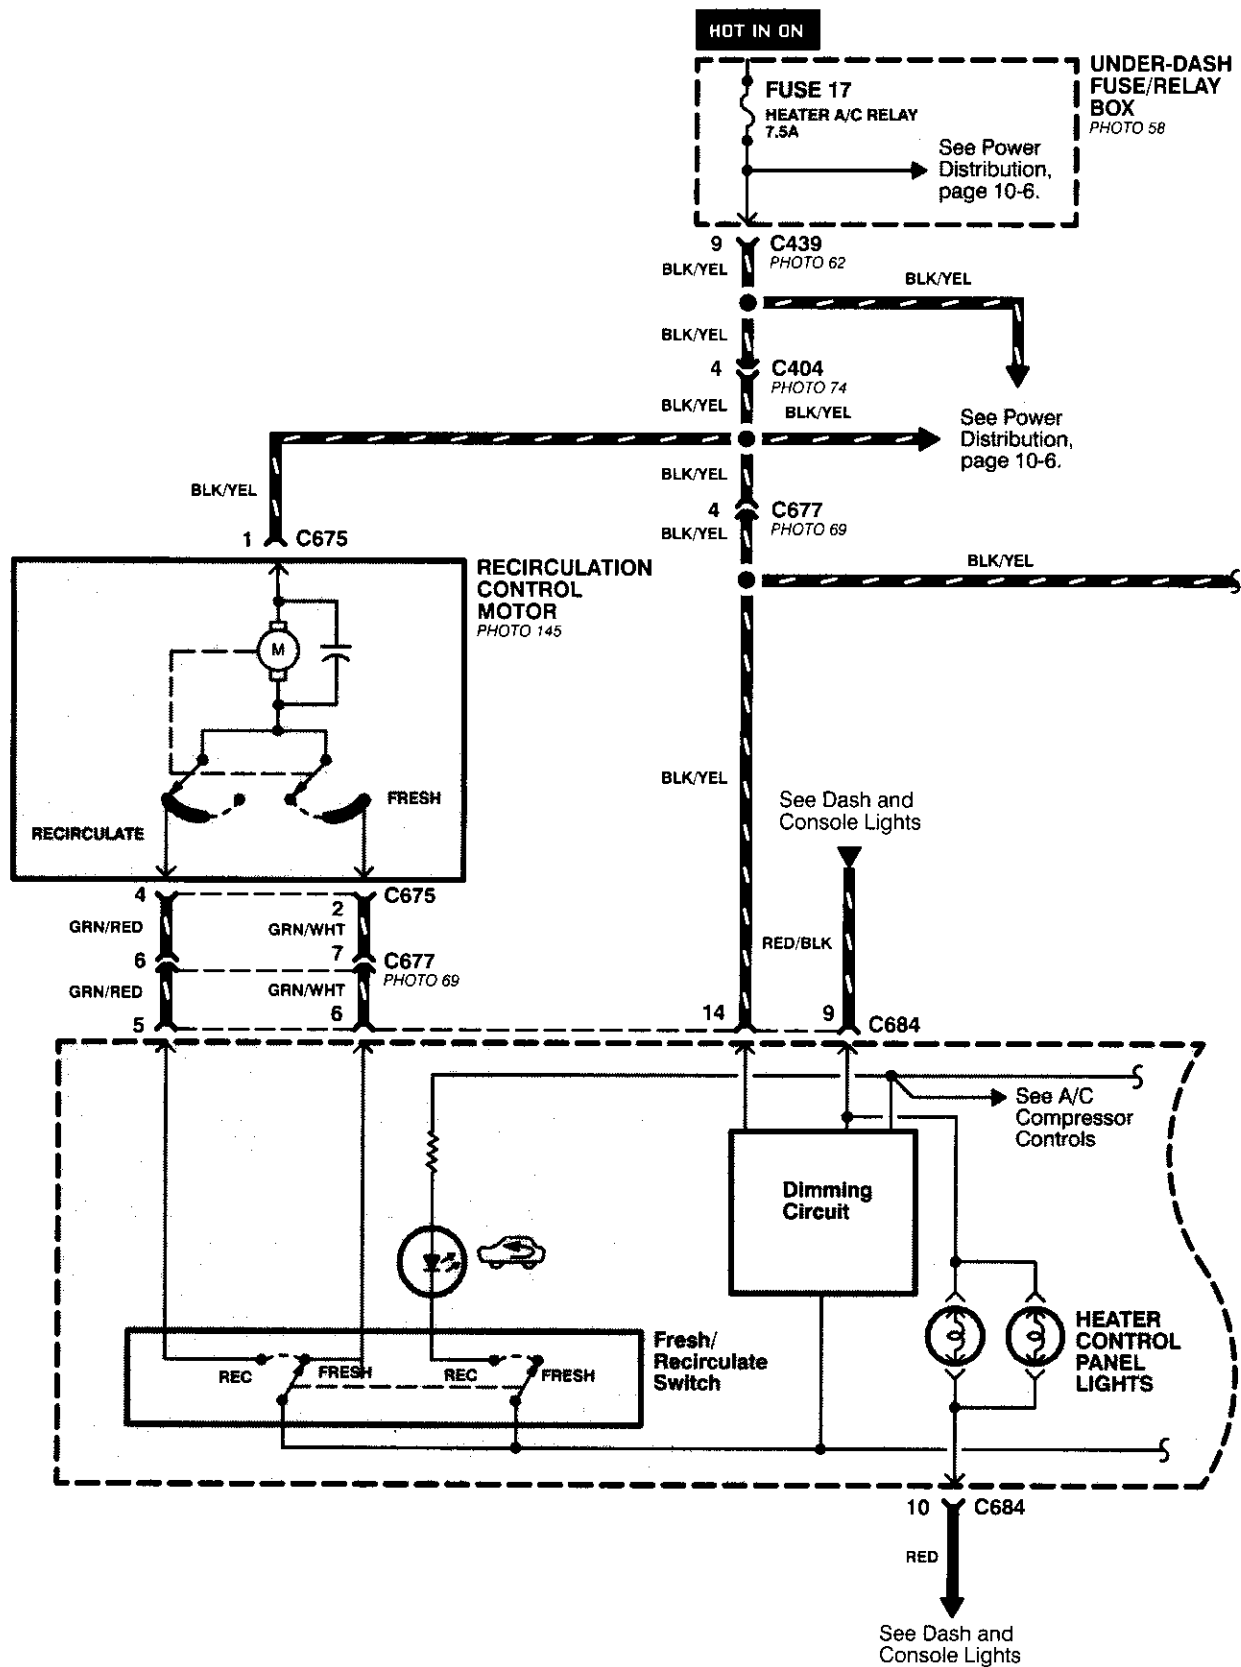 HOT IN ON
UNDER-DASH
FUSE/RELAY
BOX
PHOTO 58
FUSE 17
HEATER A/C RELAY
7.5A
See Power
Distribution,
page 10-6.
9
C439
PHOTO 62
BLK/YEL
BLK/YEL
BLK/YEL
4
C404
PHOTO 74
BLK/YEL
BLK/YEL
See Power
Distribution,
page 10-6.
BLK/YEL
BLK/YEL
4
C677
PHOTO 69
BLK/YEL
1
C675
BLK/YEL
RECIRCULATION
CONTROL
MOTOR
PHOTO 145
M
BLK/YEL
FRESH
RECIRCULATE
See Dash and
Console Lights
4
2
C675
GRN/RED
GRN/WHT
RED/BLK
6
7
C677
PHOTO 69
GRN/RED
GRN/WHT
5
6
14
9
C684
See A/C
Compressor
Controls
Dimming
Circuit
Fresh/
Recirculate
Switch
REC
FRESH
REC
FRESH
HEATER
CONTROL
PANEL
LIGHTS
10
C684
RED
See Dash and
Console Lights